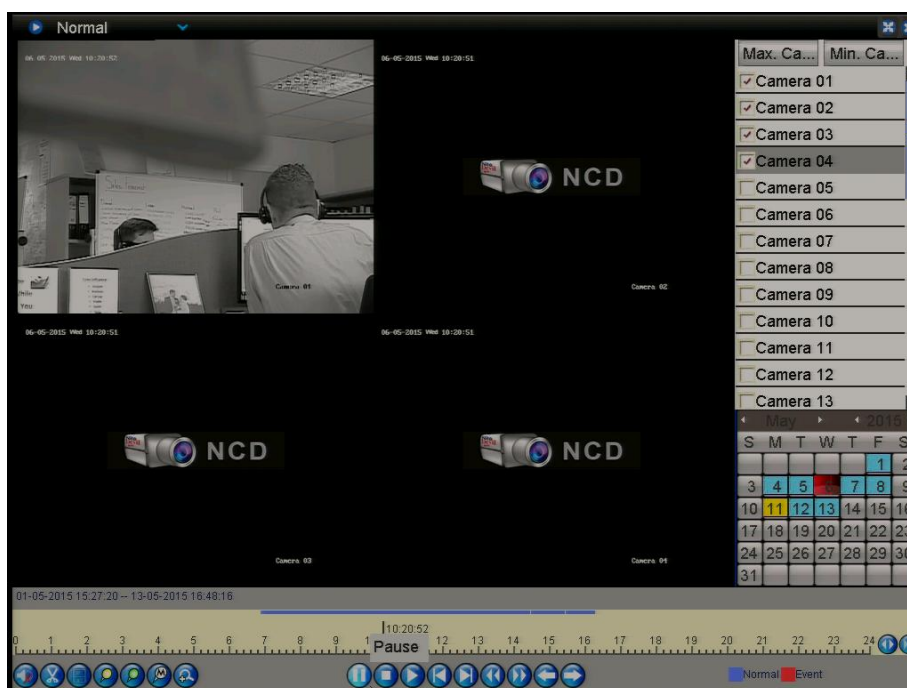 Normal
06-05-2015 Wed 10:20:52
Sales Targets
You
Camera 01
06-05-2015 Wed 10:20:51
NCD
Camera 02
06-05-2015 Wed 10:20:51
NCD
Camera 03
06-05-2015 Wed 10:20:51
NCD
Camera 04
Max. Ca... Min. Ca...
Camera 01
Camera 02
Camera 03
Camera 04
Camera 05
Camera 06
Camera 07
Camera 08
Camera 09
Camera 10
Camera 11
Camera 12
Camera 13
May 2015
S M T W T F S
1 2
3 4 5 7 8 9
10 11 12 13 14 15 16
17 18 19 20 21 22 23
24 25 26 27 28 29 30
31
01-05-2015 15:27:20 -- 13-05-2015 16:48:16
10:20:52
0 1 2 3 4 5 6 7 8 9 1 12 13 14 15 16 17 18 19 20 21 22 23 24
Pause
Normal Event